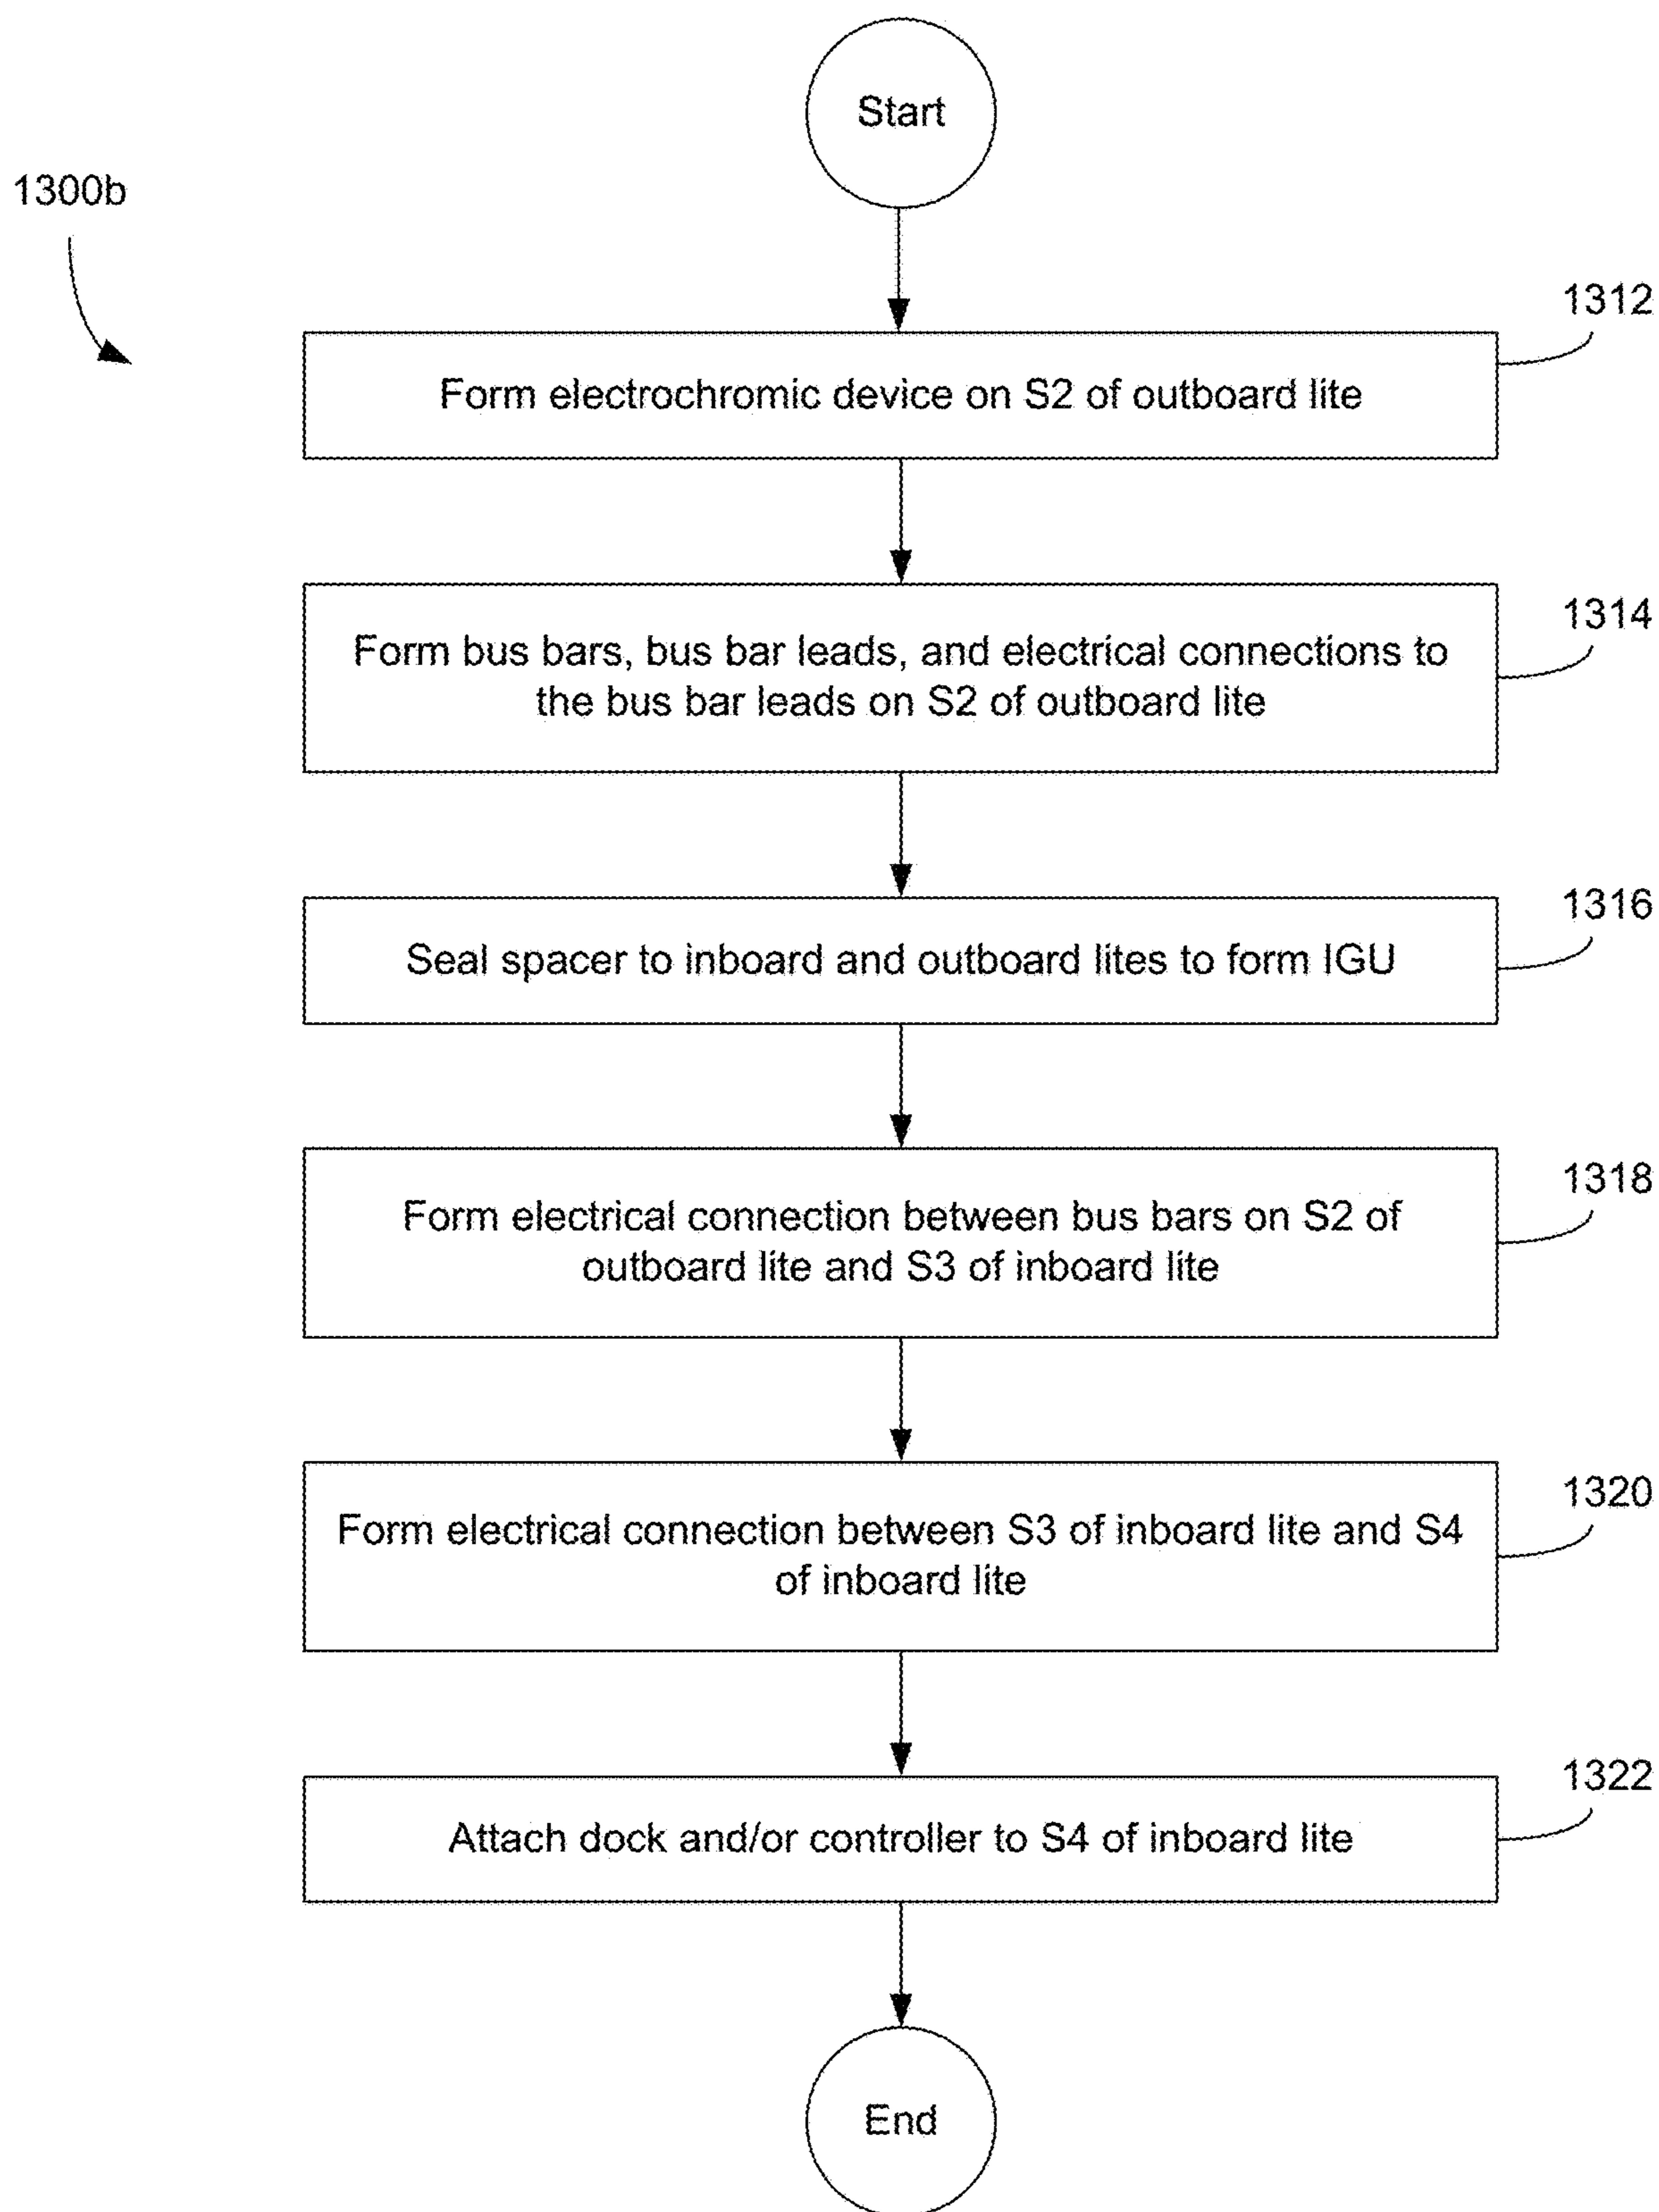 Start
1300b
1312
Form electrochromic device on S2 of outboard lite
1314
Form bus bars, bus bar leads, and electrical connections to
the bus bar leads on S2 of outboard lite
1316
Seal spacer to inboard and outboard lites to form IGU
1318
Form electrical connection between bus bars on S2 of
outboard lite and S3 of inboard lite
1320
Form electrical connection between S3 of inboard lite and S4
of inboard lite
1322
Attach dock and/or controller to S4 of inboard lite
End